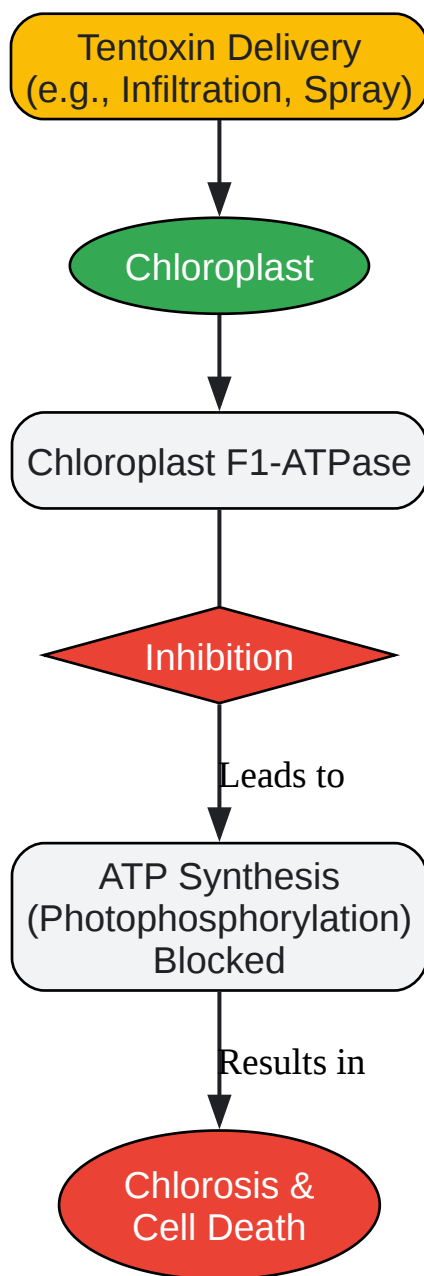 Tentoxin Delivery
(e.g., Infiltration, Spray)
Chloroplast
Chloroplast F1-ATPase
Inhibition
Leads to
ATP Synthesis
(Photophosphorylation)
Blocked
Results in
Chlorosis &
Cell Death